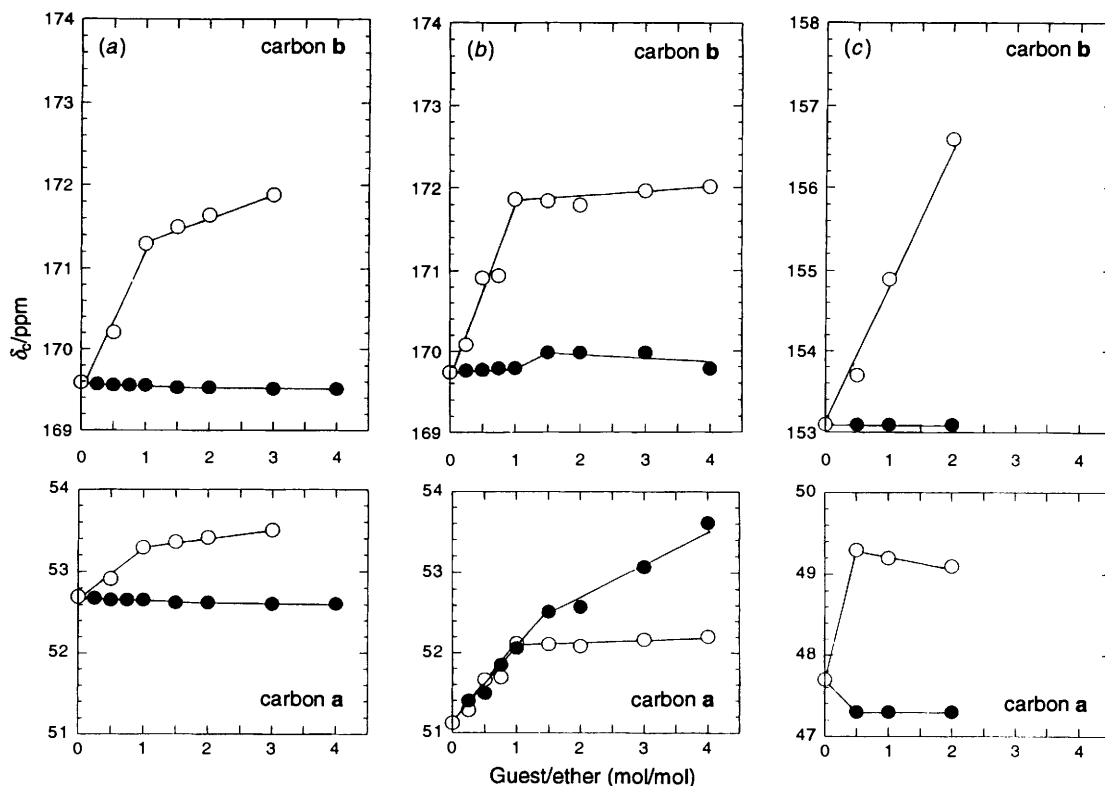 (a) carbon b
(b) carbon b
(c) carbon b
174
173
172
171
170
169
0 1 2 3 4
174
173
172
171
170
169
0 1 2 3 4
158
157
156
155
154
153
0 1 2 3 4
δc/ppm
54
53
52
51
carbon a
0 1 2 3 4
54
53
52
51
carbon a
0 1 2 3 4
50
49
48
47
carbon a
0 1 2 3 4
Guest/ether (mol/mol)